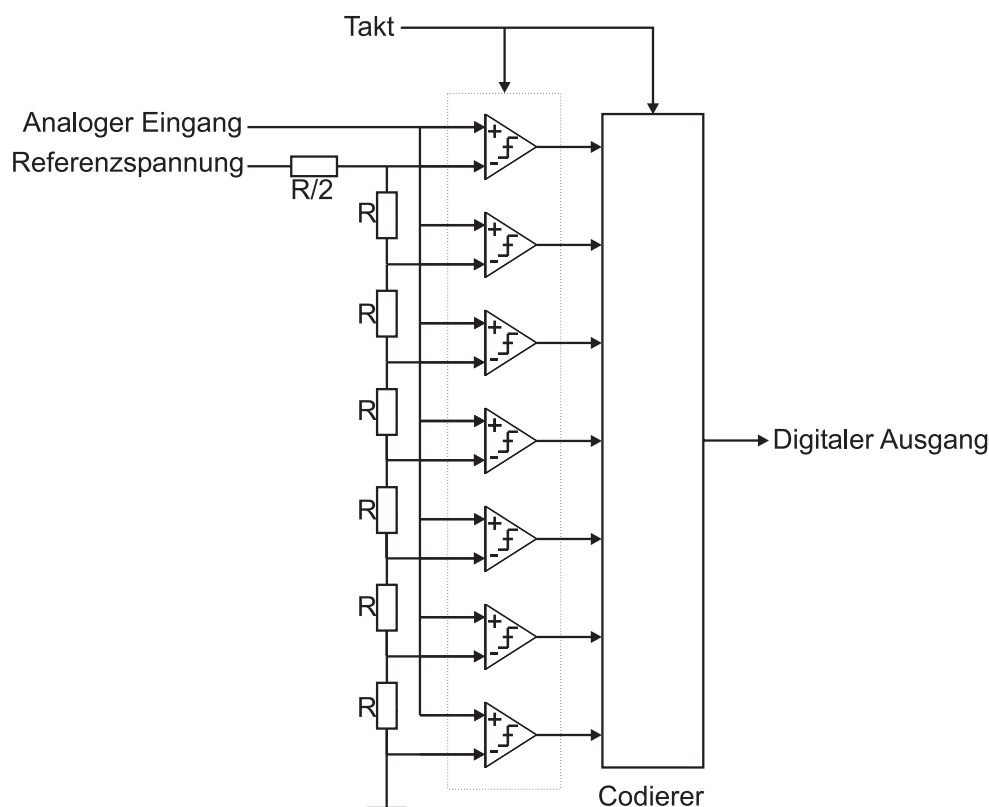 Takt
Analoger Eingang
Referenzspannung
R/2
R
+
-
R
+
-
R
+
-
R
+
-
Digitaler Ausgang
R
+
-
R
+
-
R
+
-
Codierer